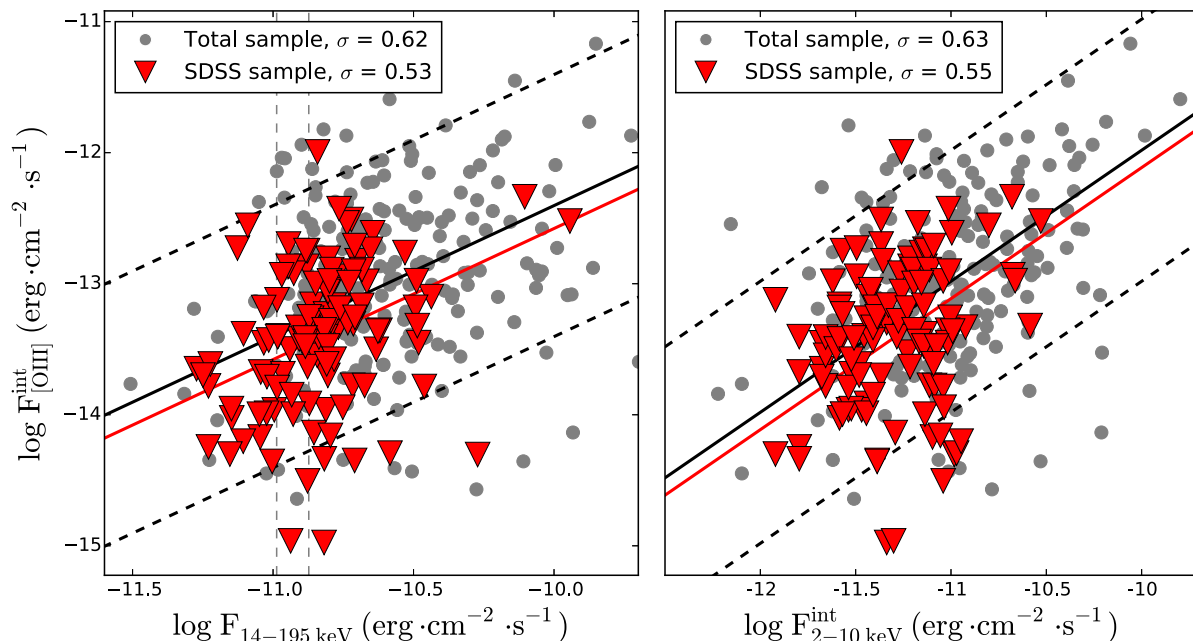 Total sample, σ = 0.62
SDSS sample, σ = 0.53
Total sample, σ = 0.63
SDSS sample, σ = 0.55
−11
−12
−13
−14
−15
log F^int_[OIII] (erg·cm⁻² ·s⁻¹)
−11.5 −11.0 −10.5 −10.0
-12 -11.5 -11 -10.5 -10
log F_14−195 keV (erg·cm⁻² ·s⁻¹)
log F^int_2−10 keV (erg·cm⁻² ·s⁻¹)